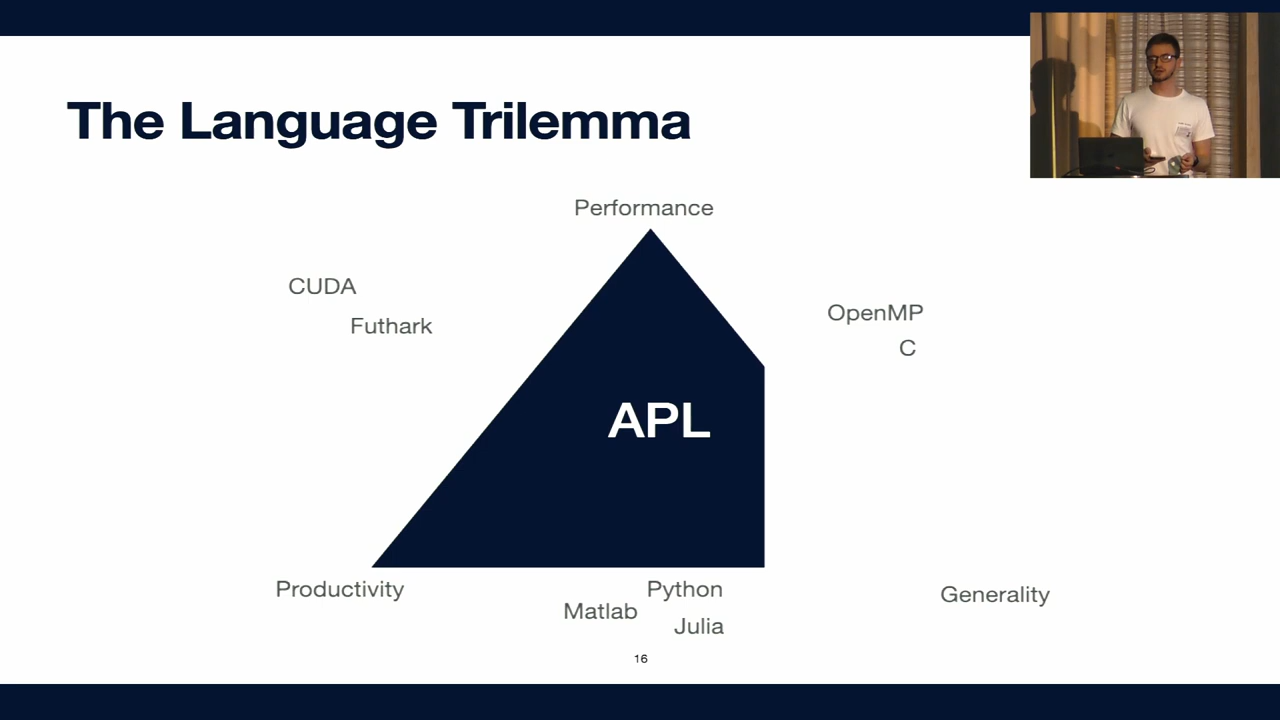 The Language Trilemma
Performance
CUDA
Futhark
OpenMP
C
APL
Productivity
Python
Matlab
Julia
Generality
16